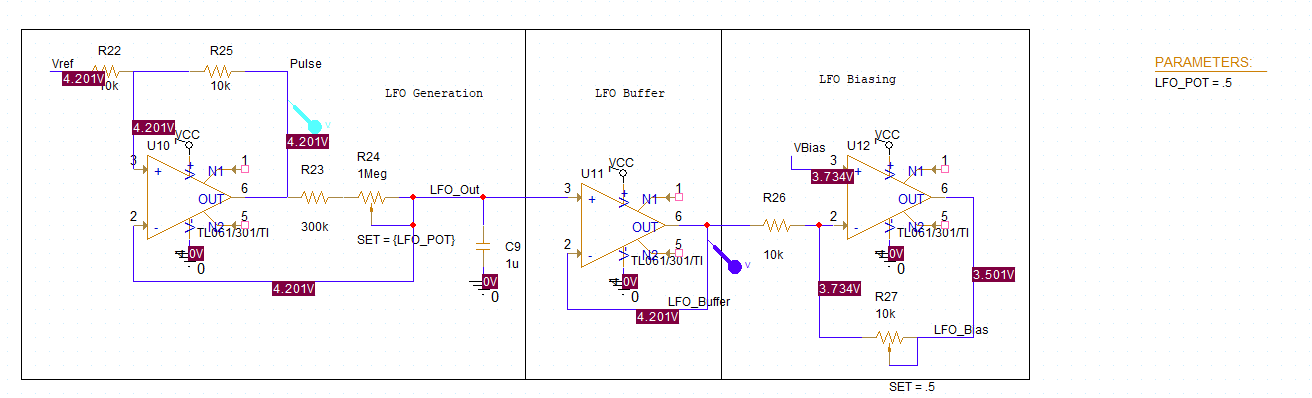 R22
R25
Vref
Pulse
4.201V
10k
10k
LFO Generation
LFO Buffer
LFO Biasing
PARAMETERS:
LFO_POT = .5
v
4.201V
4.201V
U10
VCC
3
+
N1
1
R23
R24
1Meg
OUT
6
LFO_Out
2
-
N2
5
TL061/301/TI
300k
SET = {LFO_POT}
0V
0
4.201V
C9
1u
0V
0
U11
VCC
3
+
N1
1
OUT
6
2
-
N2
5
TL061/301/TI
0V
0
v
LFO_Buffer
4.201V
VBias
3.734V
U12
VCC
3
+
N1
1
R26
10k
OUT
6
2
-
N2
5
TL061/301/TI
0V
0
3.501V
3.734V
R27
10k
LFO_Bias
SET = .5